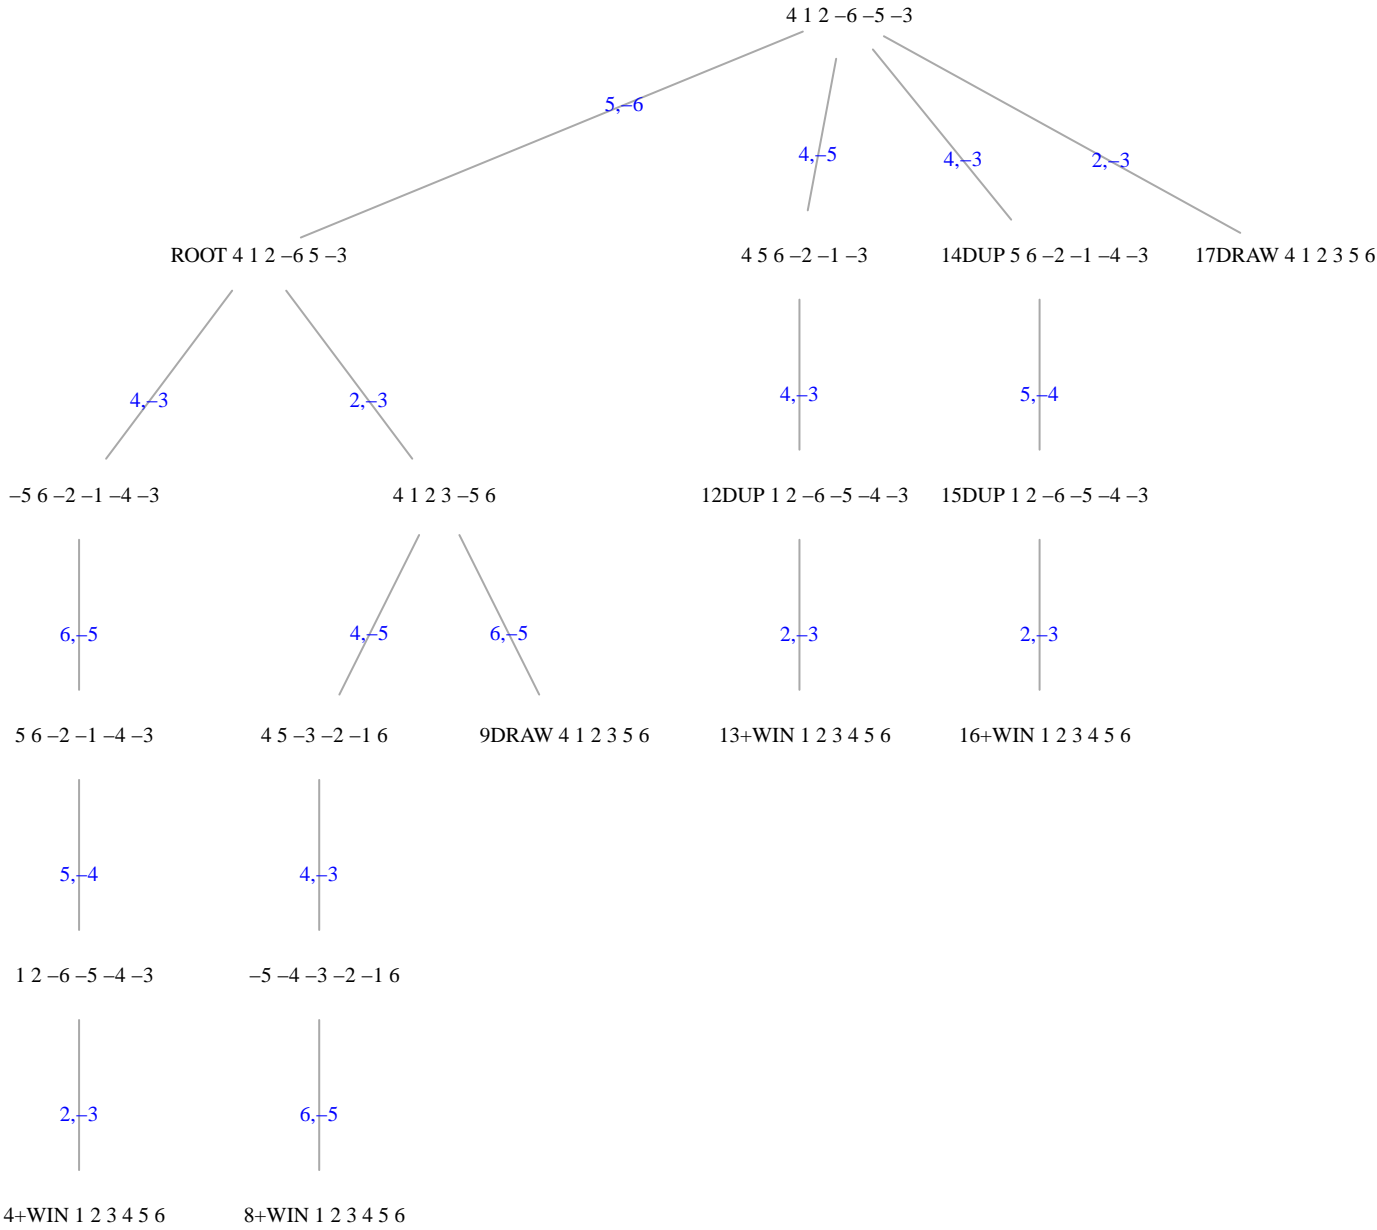 4 1 2 –6 –5 –3
5,–6
4,–5
4,–3
2,–3
ROOT 4 1 2 –6 5 –3
4 5 6 –2 –1 –3
14DUP 5 6 –2 –1 –4 –3
17DRAW 4 1 2 3 5 6
4,–3
2,–3
4,–3
5,–4
–5 6 –2 –1 –4 –3
4 1 2 3 –5 6
12DUP 1 2 –6 –5 –4 –3
15DUP 1 2 –6 –5 –4 –3
6,–5
4,–5
6,–5
2,–3
2,–3
5 6 –2 –1 –4 –3
4 5 –3 –2 –1 6
9DRAW 4 1 2 3 5 6
13+WIN 1 2 3 4 5 6
16+WIN 1 2 3 4 5 6
5,–4
4,–3
1 2 –6 –5 –4 –3
–5 –4 –3 –2 –1 6
2,–3
6,–5
4+WIN 1 2 3 4 5 6
8+WIN 1 2 3 4 5 6